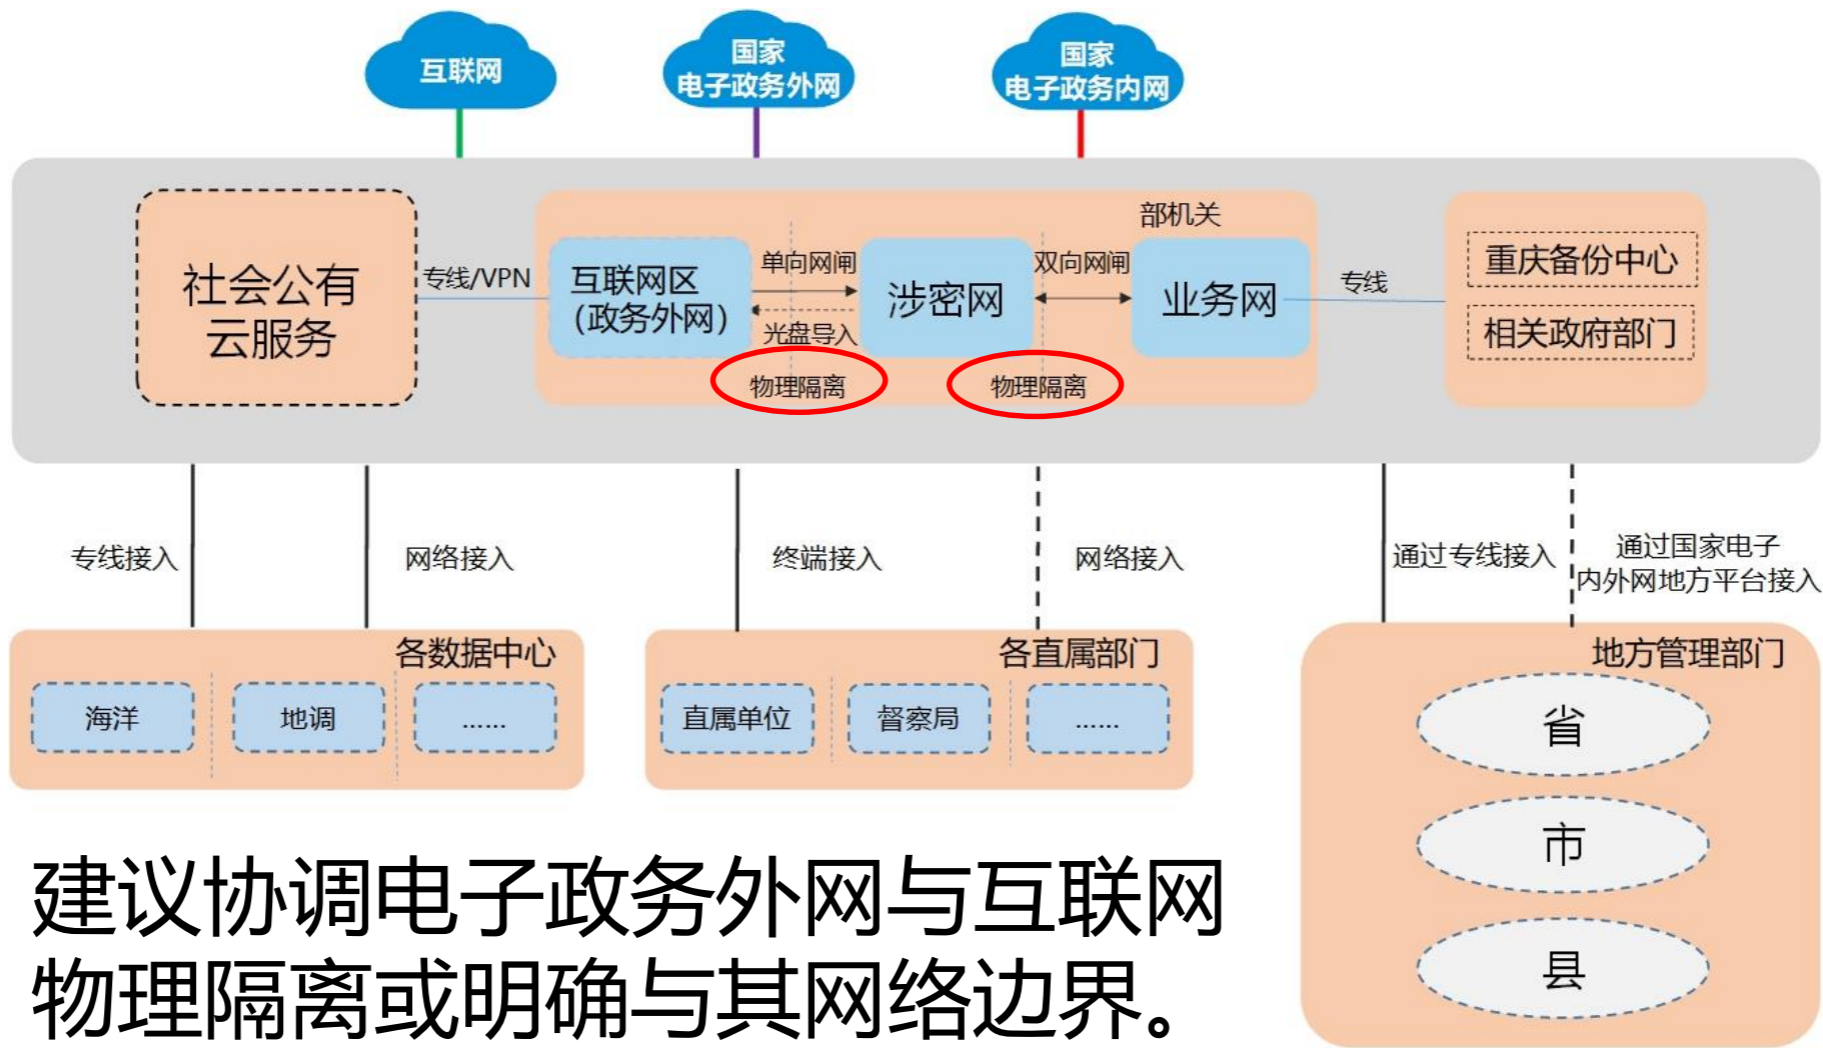 互联网
国家
电子政务外网
国家
电子政务内网
部机关
社会公有
云服务
专线/VPN
互联网区
（政务外网）
单向网闸
光盘导入
物理隔离
涉密网
双向网闸
物理隔离
业务网
专线
重庆备份中心
相关政府部门
专线接入
网络接入
终端接入
网络接入
通过专线接入
通过国家电子
内外网地方平台接入
各数据中心
海洋
地调
......
各直属部门
直属单位
督察局
......
地方管理部门
省
市
县
建议协调电子政务外网与互联网
物理隔离或明确与其网络边界。